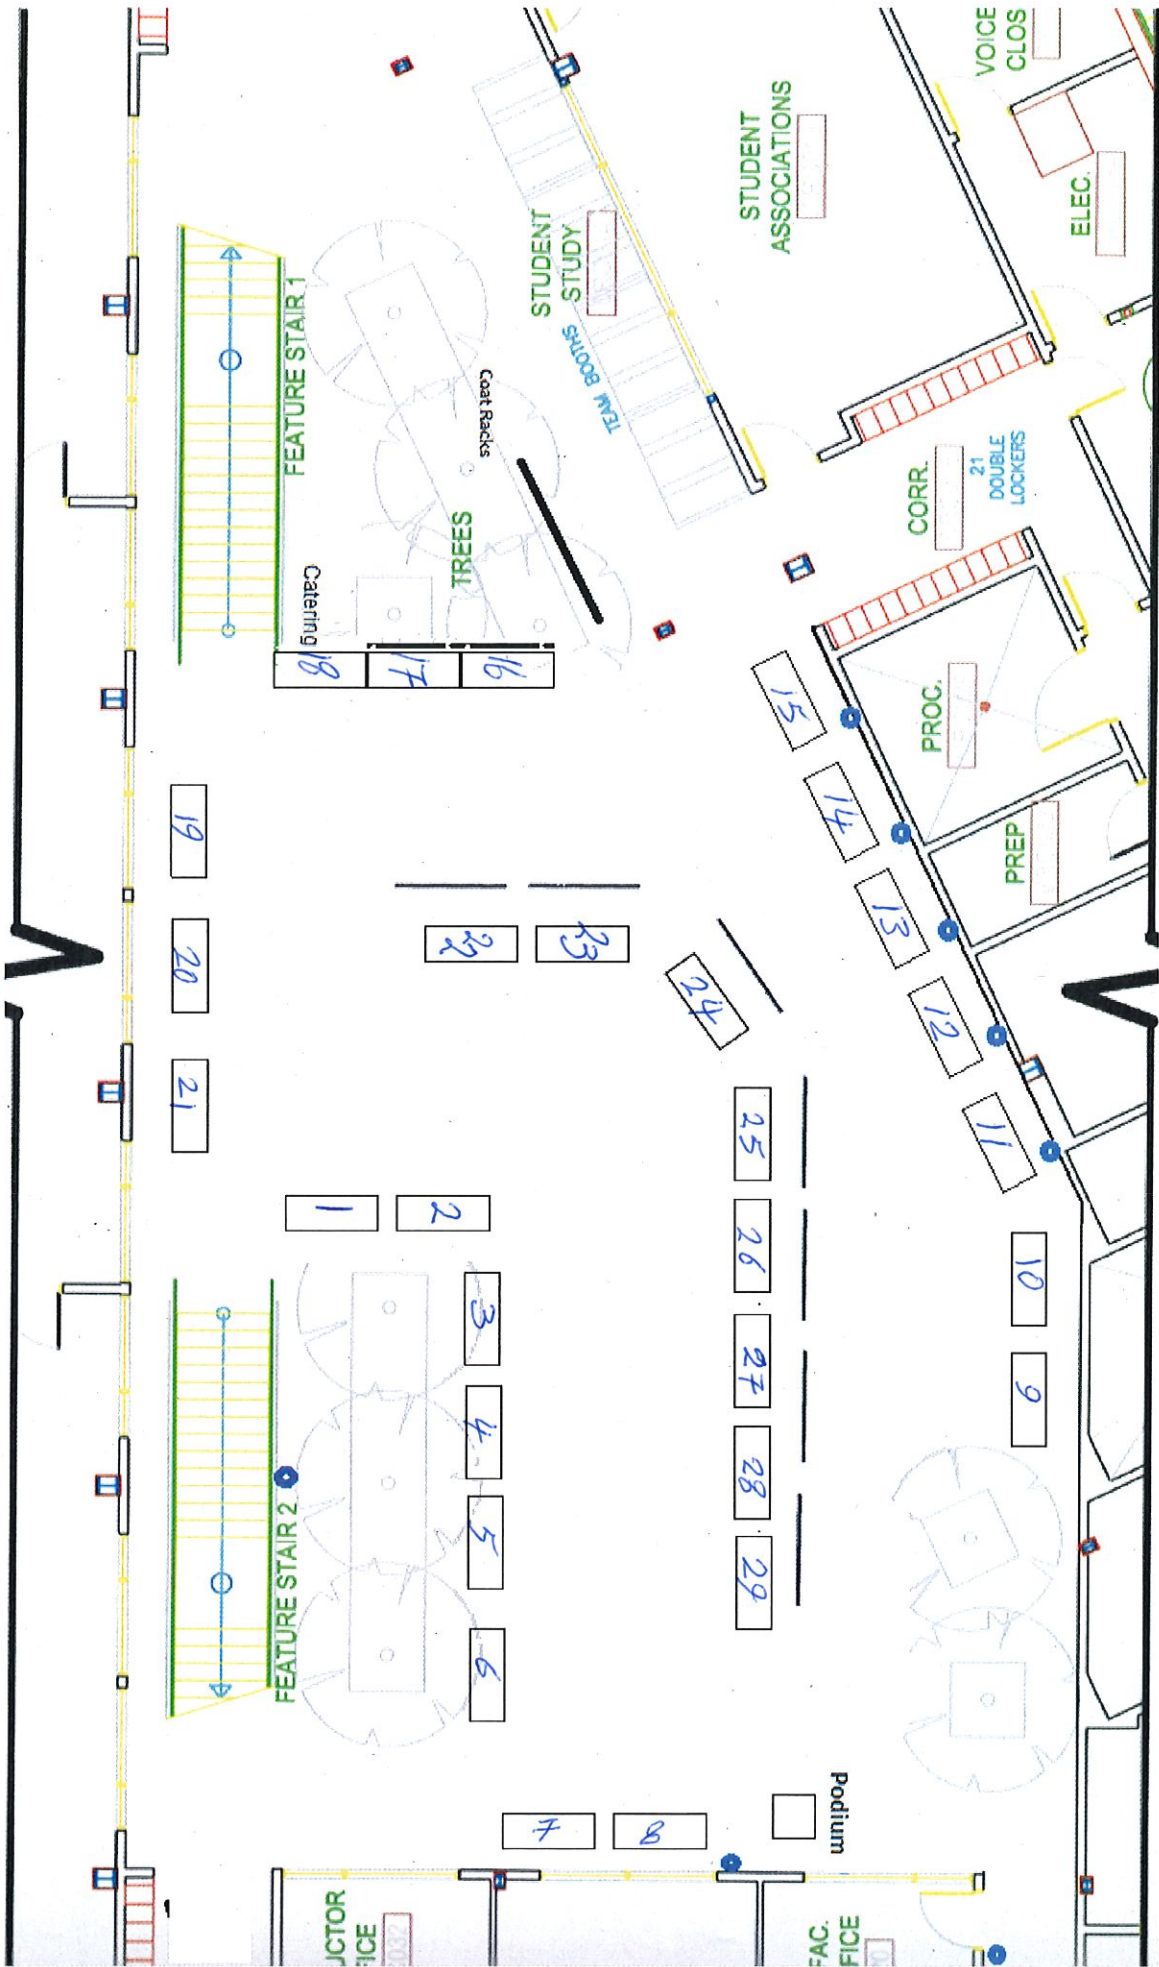 VOICE
CLOS
ELEC.
STUDENT
ASSOCIATIONS
STUDENT
STUDY
TEAM BOOTHS
FEATURE STAIR 1
Coat Racks
TREES
Catering
CORR.
21
DOUBLE
LOCKERS
PROC.
PREP
18
17
16
15
14
13
12
11
10
9
19
20
21
22
23
24
25
26
27
28
29
1
2
3
4
5
6
7
8
FEATURE STAIR 2
Podium
UCTOR
ICE
2032
FAC.
FICE